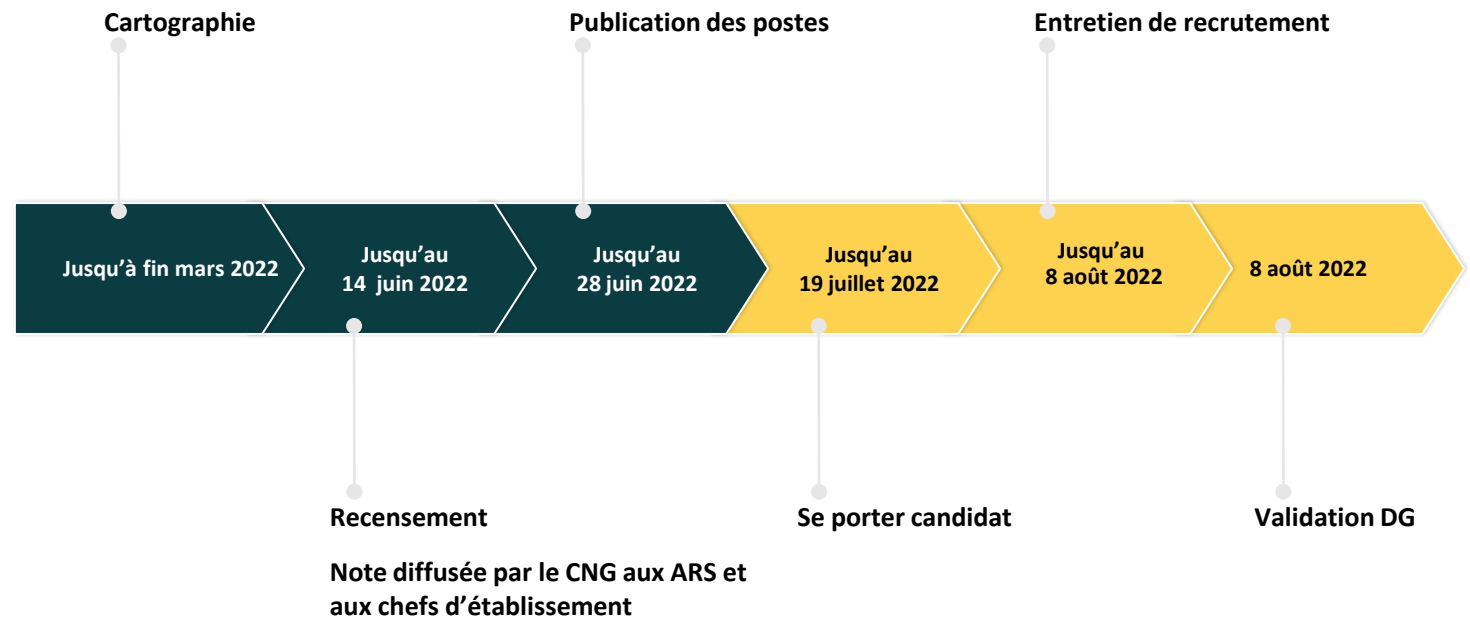 Cartographie
Publication des postes
Entretien de recrutement
Jusqu’à fin mars 2022
Jusqu’au
14 juin 2022
Jusqu’au
28 juin 2022
Jusqu’au
19 juillet 2022
Jusqu’au
8 août 2022
8 août 2022
Recensement
Note diffusée par le CNG aux ARS et
aux chefs d’établissement
Se porter candidat
Validation DG